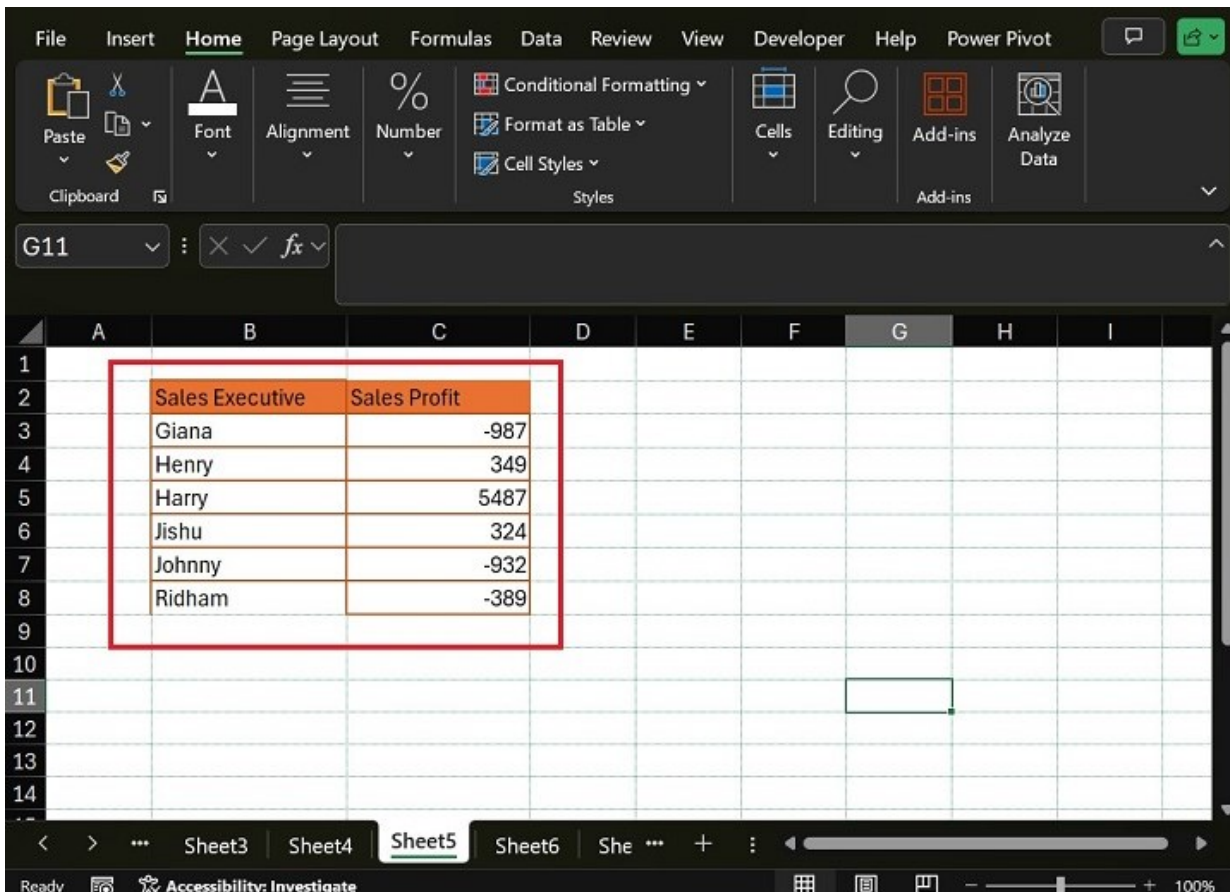 File Insert Home Page Layout Formulas Data Review View Developer Help Power Pivot
Paste
Font
Alignment
Number
Conditional Formatting
Format as Table
Cell Styles
Cells
Editing
Add-ins
Analyze
Data
Clipboard
Styles
Add-ins
G11
fx
A B C D E F G H I
1
2 Sales Executive Sales Profit
3 Giana -987
4 Henry 349
5 Harry 5487
6 Jishu 324
7 Johnny -932
8 Ridham -389
9
10
11
12
13
14
Sheet3 Sheet4 Sheet5 Sheet6 She
Ready Accessibility: Investigate 100%